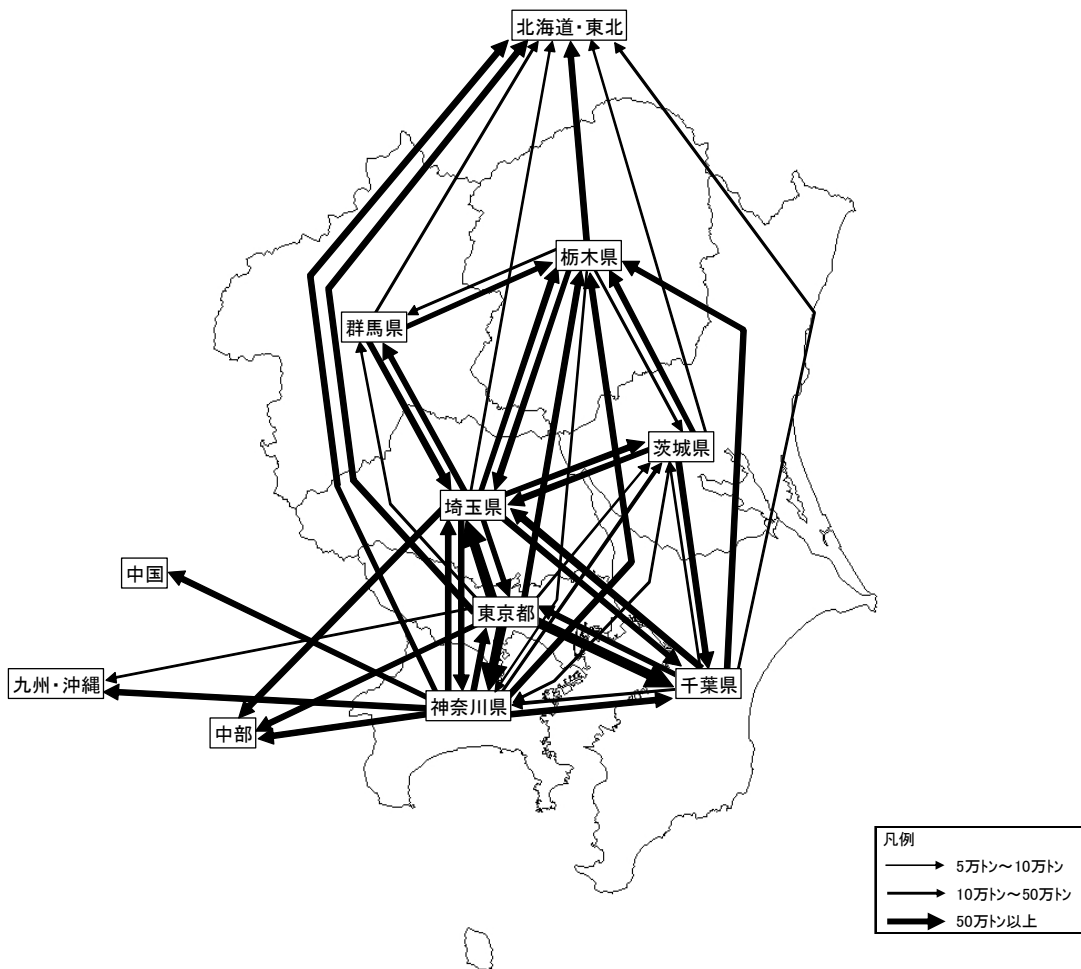 北海道・東北
栃木県
群馬県
茨城県
埼玉県
中国
東京都
九州・沖縄
千葉県
神奈川県
中部
凡例
5万トン～10万トン
10万トン～50万トン
50万トン以上